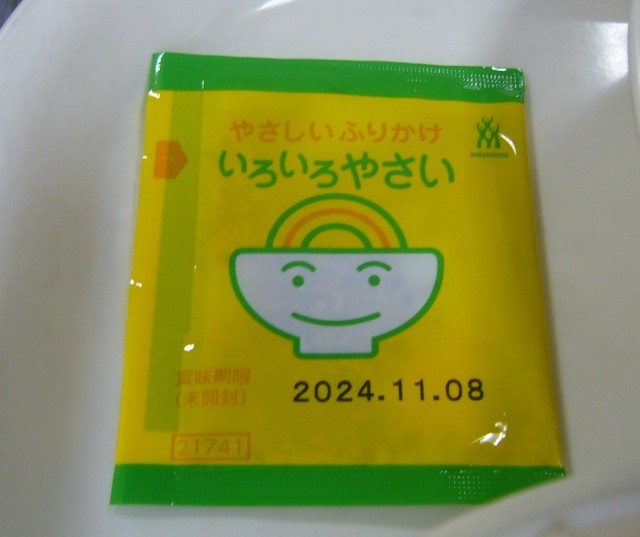 やさしいふりかけ
mishima
いろいろやさい
賞味期限
(未開封)
2024.11.08
21741